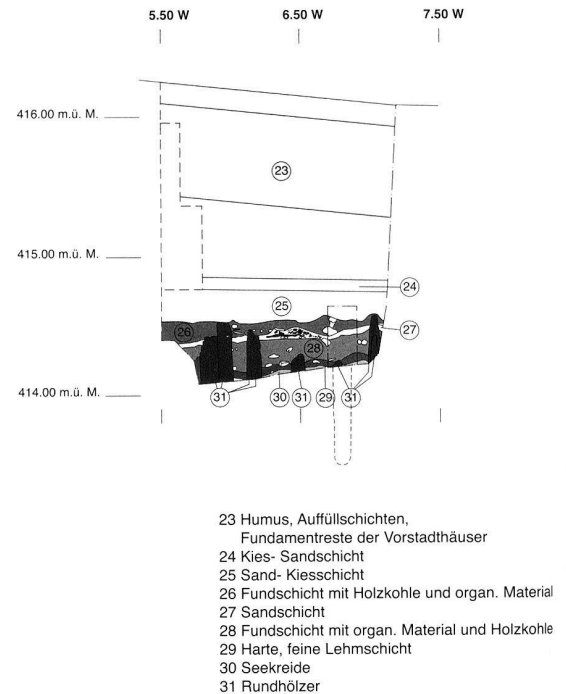 5.50 W 6.50 W 7.50 W
416.00 m.ü. M.
23
415.00 m.ü. M.
24
25
27
26
28
414.00 m.ü. M.
31 31 30 31 29 31
23 Humus, Auffüllschichten,
Fundamentreste der Vorstadthäuser
24 Kies- Sandschicht
25 Sand- Kiesschicht
26 Fundschicht mit Holzkohle und organ. Material
27 Sandschicht
28 Fundschicht mit organ. Material und Holzkohle
29 Harte, feine Lehmschicht
30 Seekreide
31 Rundhölzer